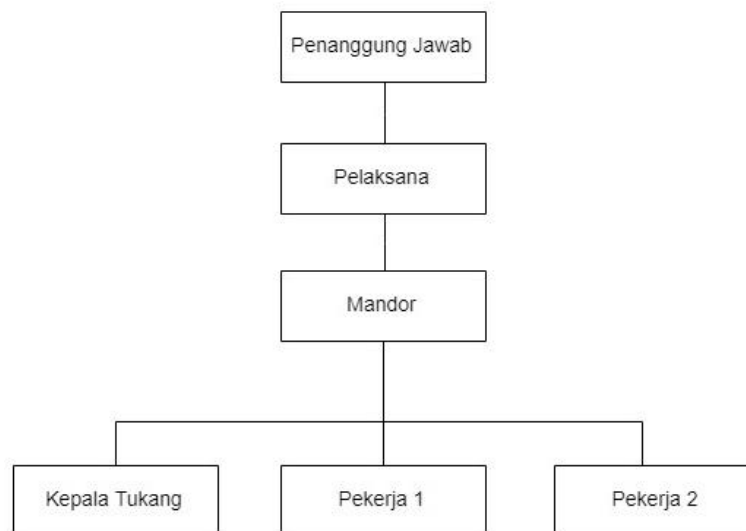 Penanggung Jawab
Pelaksana
Mandor
Kepala Tukang
Pekerja 1
Pekerja 2